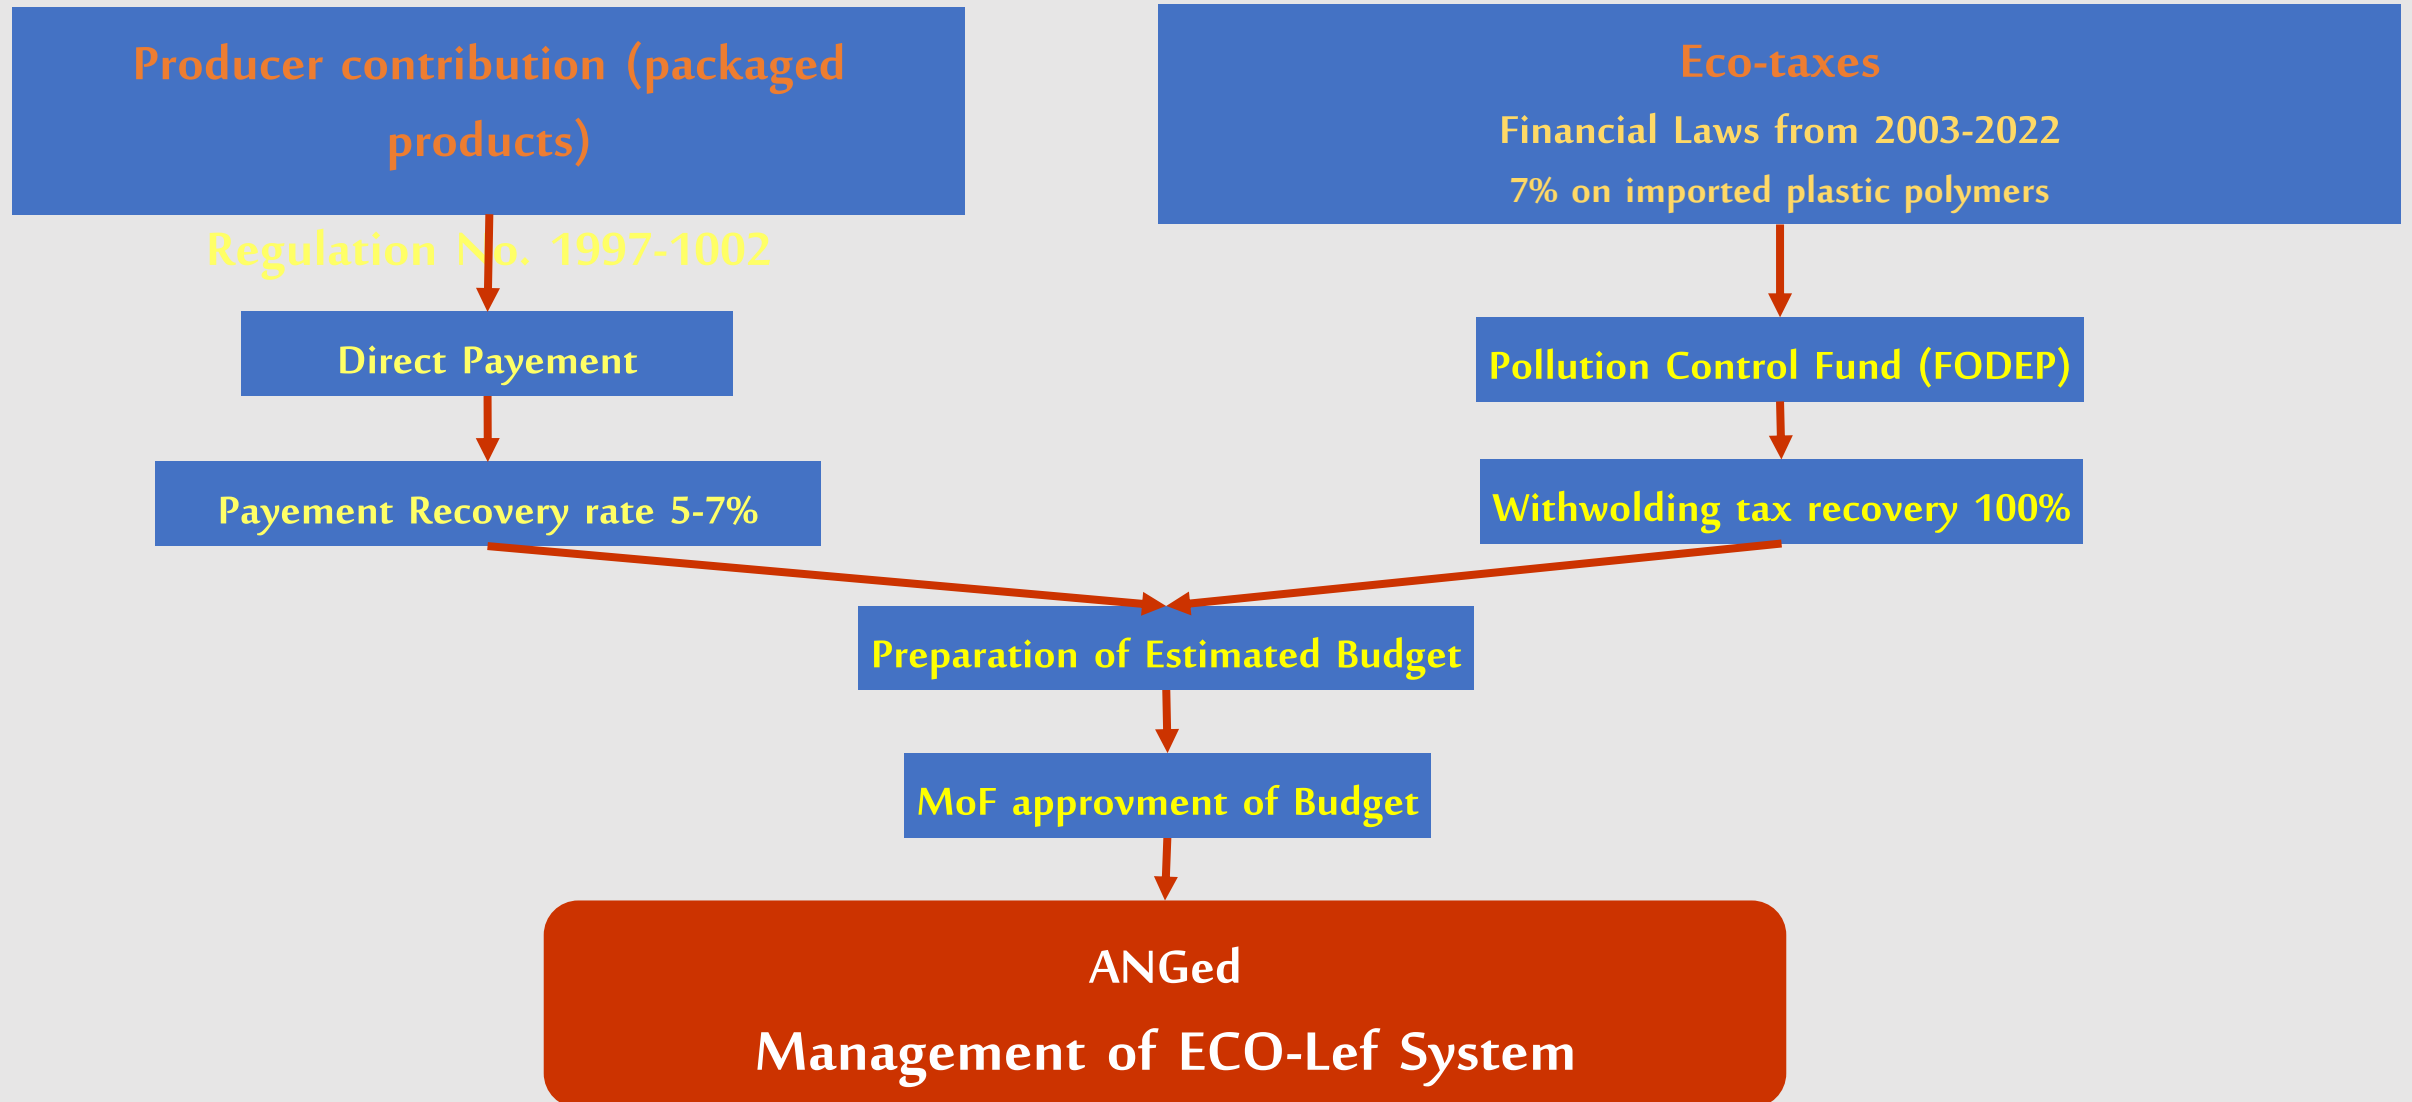 Producer contribution (packaged
products)
Regulation No. 1997-1002
Direct Payement
Payement Recovery rate 5-7%
Eco-taxes
Financial Laws from 2003-2022
7% on imported plastic polymers
Pollution Control Fund (FODEP)
Withwolding tax recovery 100%
Preparation of Estimated Budget
MoF approvment of Budget
ANGed
Management of ECO-Lef System